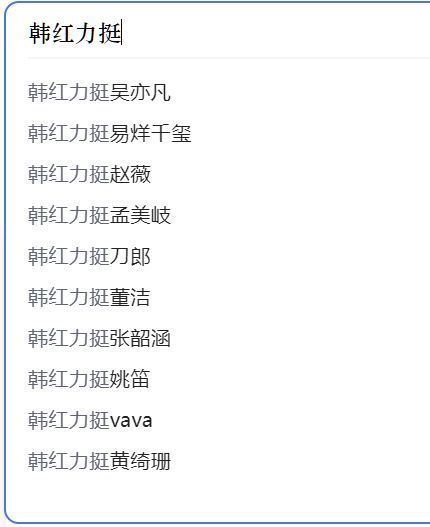 韩红力挺
韩红力挺吴亦凡
韩红力挺易烊千玺
韩红力挺赵薇
韩红力挺孟美岐
韩红力挺刀郎
韩红力挺董洁
韩红力挺张韶涵
韩红力挺姚笛
韩红力挺vava
韩红力挺黄绮珊